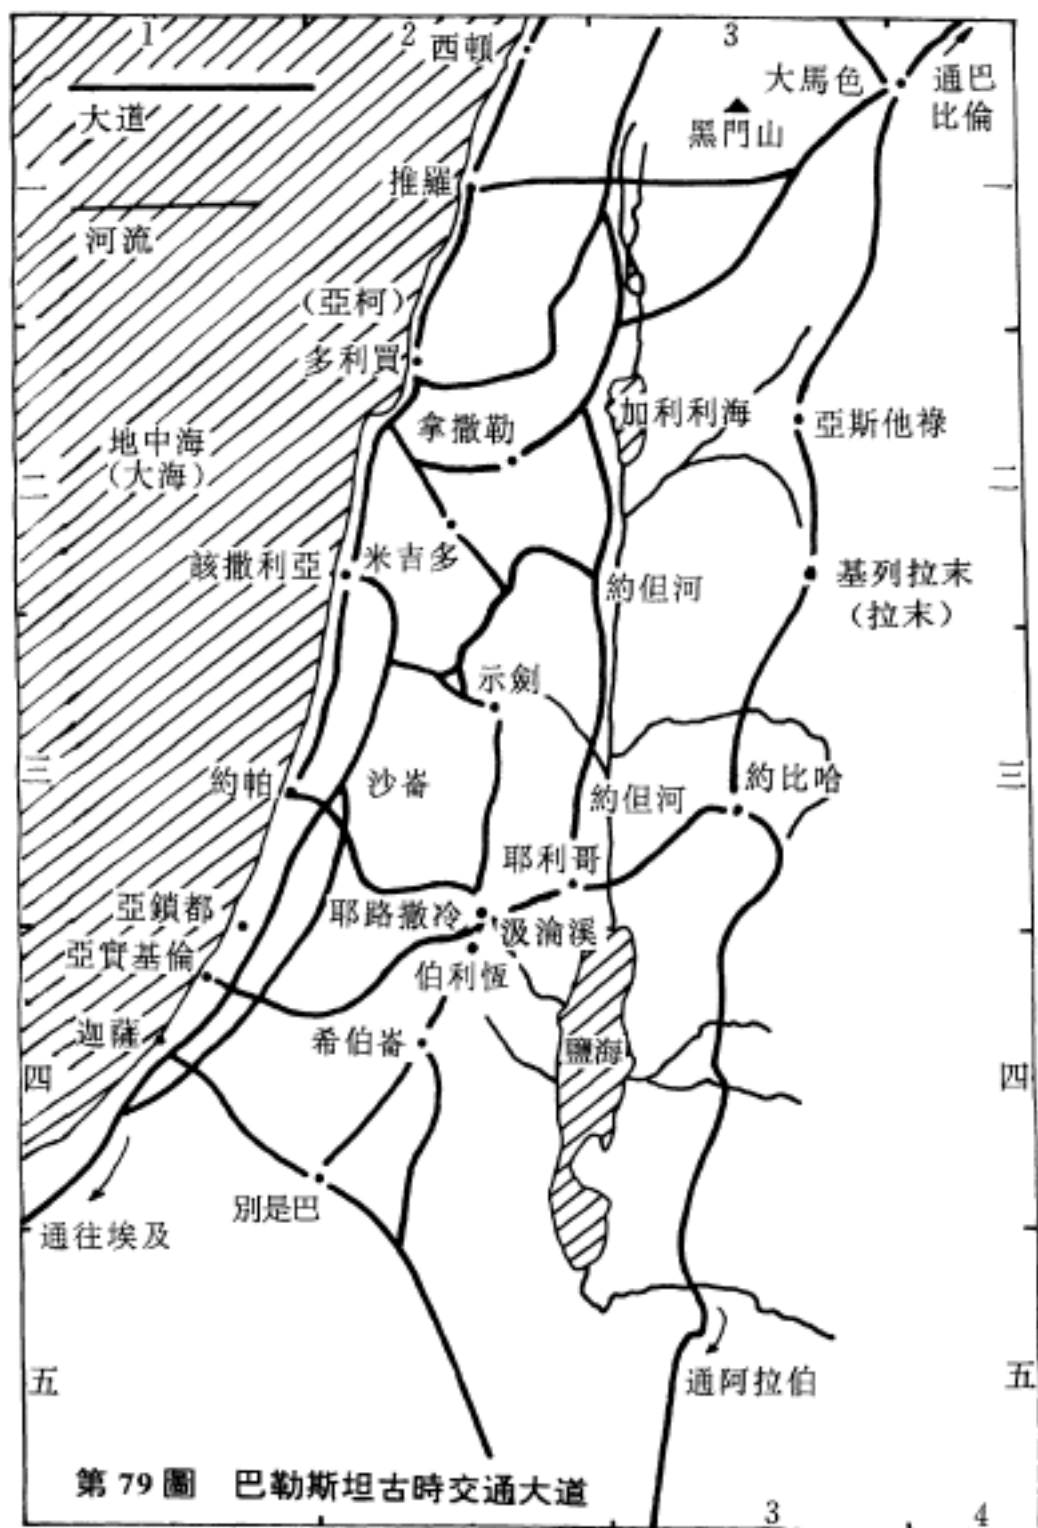 1
2
3
西頓
大馬色
通巴
比倫
大道
黑門山
推羅
一
一
河流
(亞柯)
多利買
加利利海
拿撒勒
亞斯他祿
地中海
(大海)
二
二
該撒利亞
米吉多
約但河
基列拉末
(拉末)
示劍
三
三
約帕
沙崙
約但河
約比哈
耶利哥
亞鎖都
耶路撒冷
汲淪溪
亞實基倫
伯利恆
迦薩
希伯崙
鹽海
四
四
別是巴
通往埃及
五
五
通阿拉伯
第 79 圖 巴勒斯坦古時交通大道
3
4